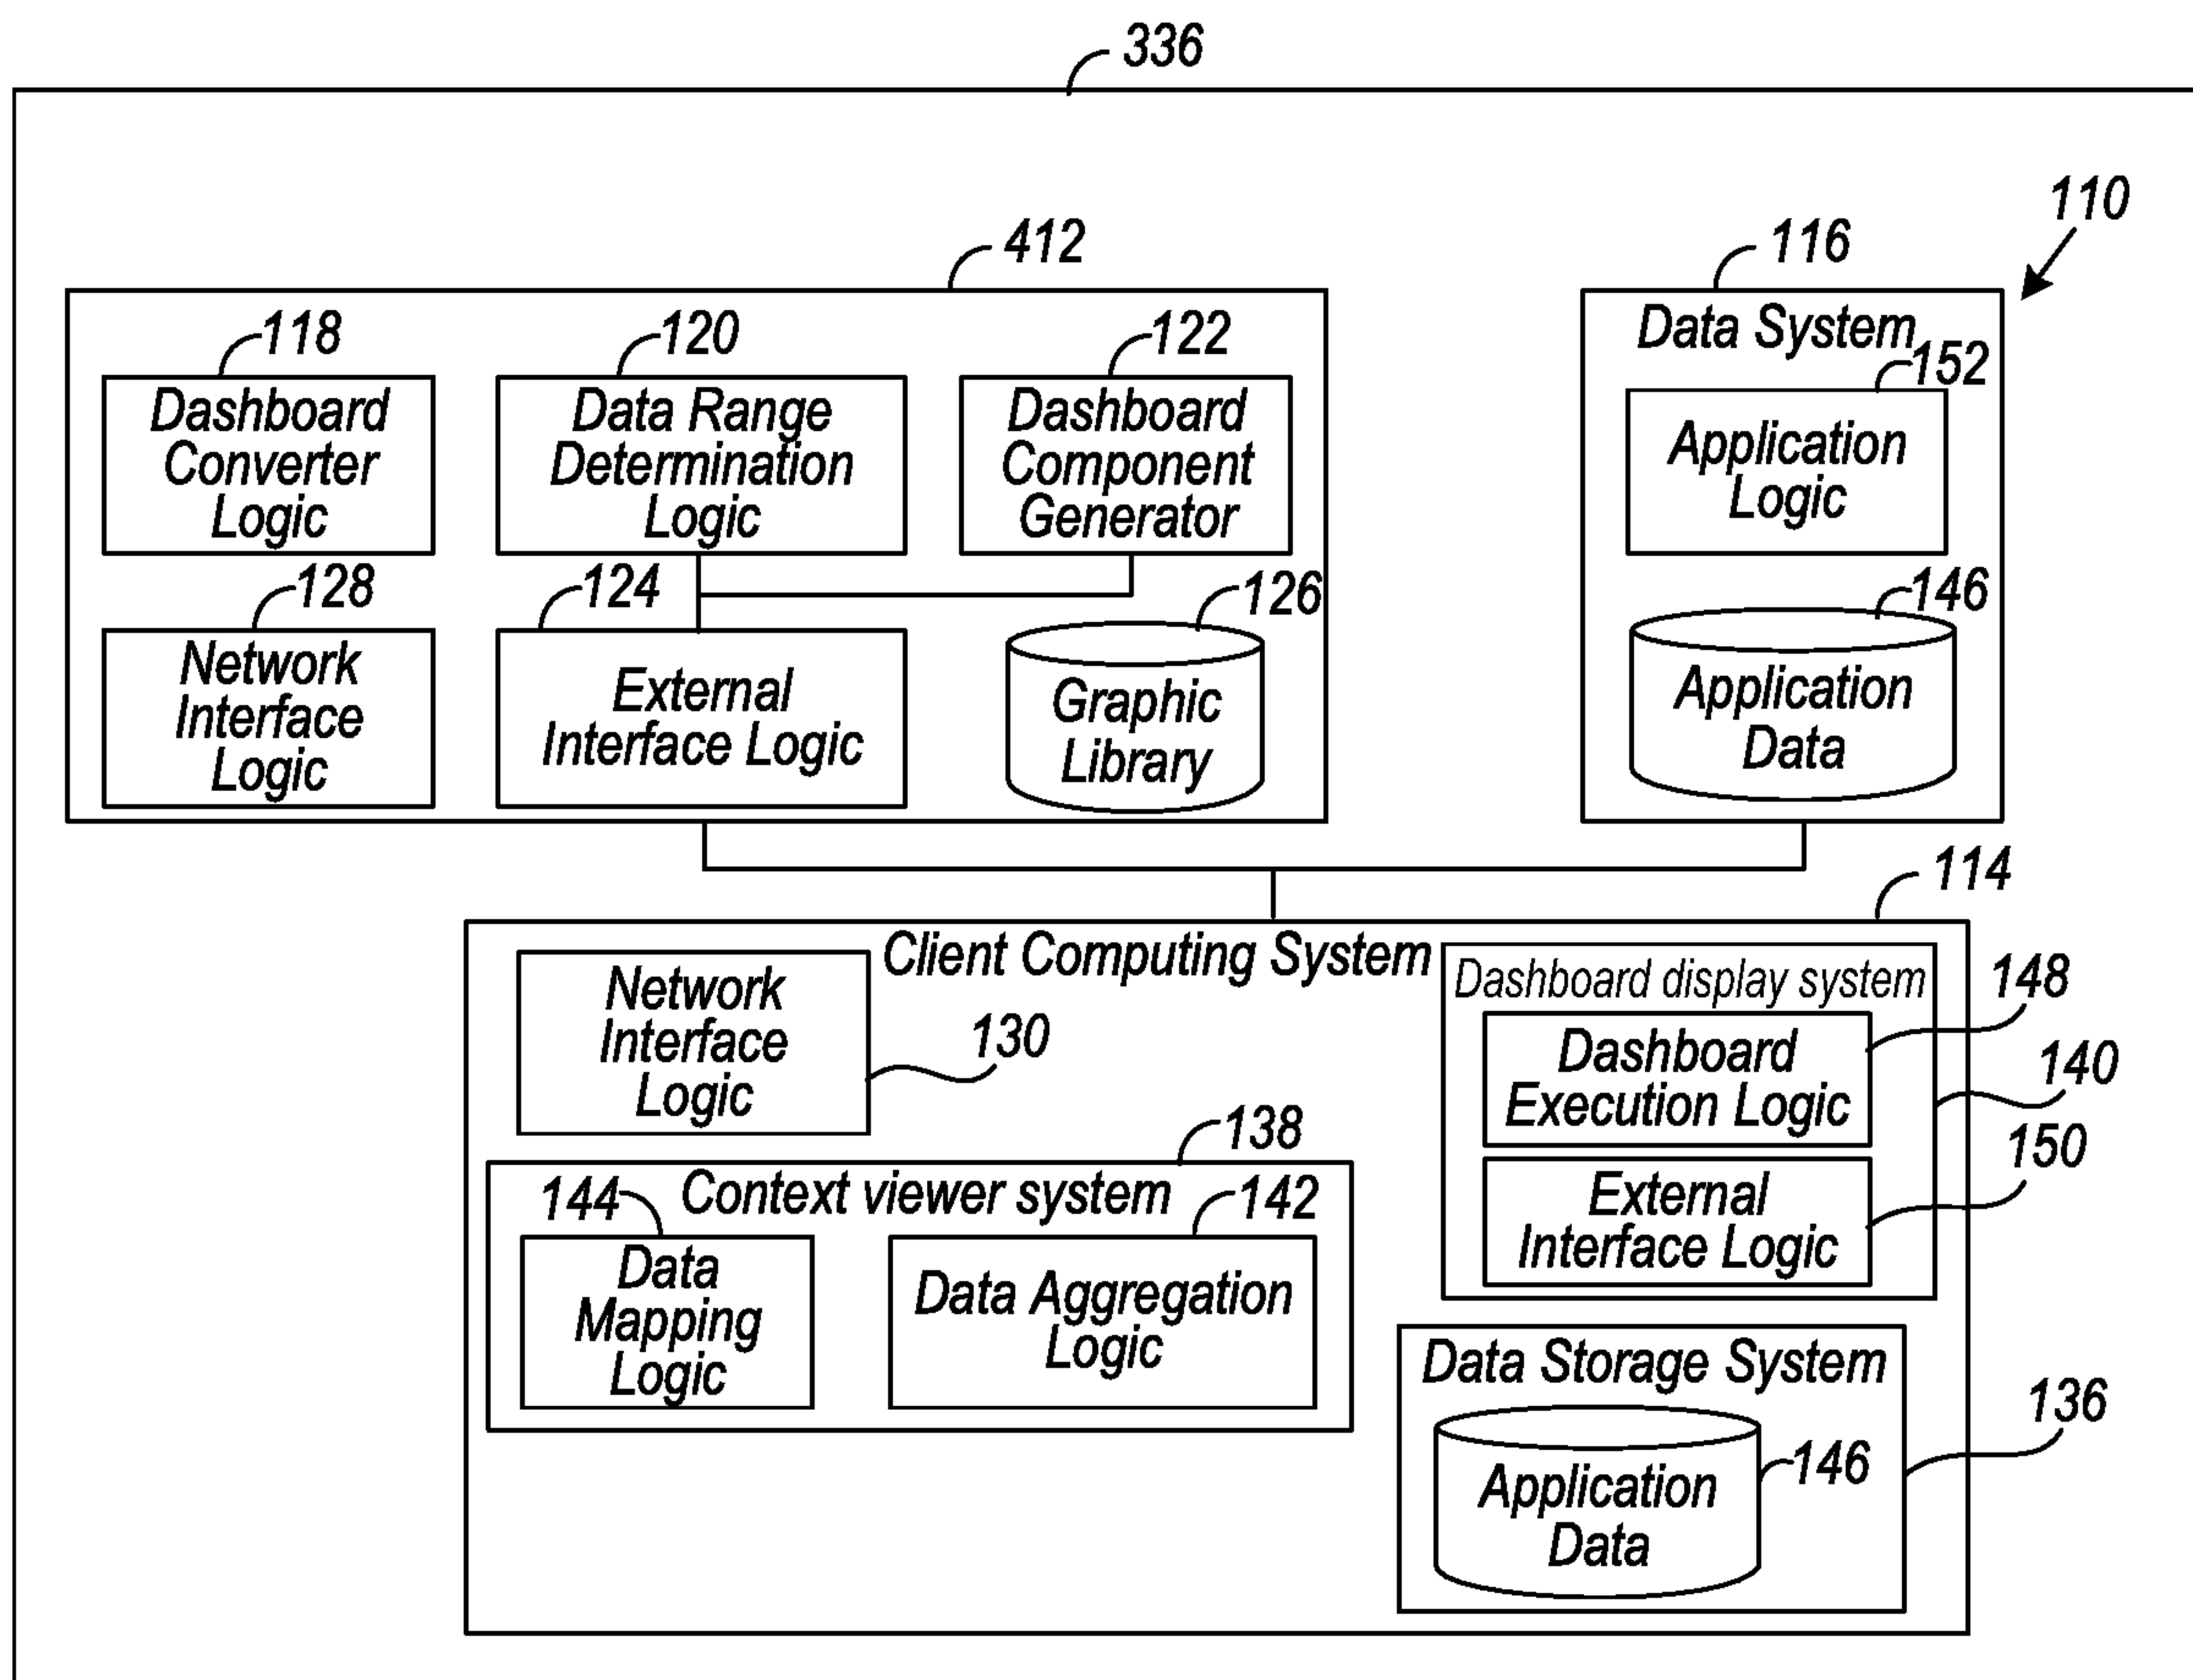 336
110
412
116
118
120
122
Data System
152
Dashboard
Converter
Logic
Data Range
Determination
Logic
Dashboard
Component
Generator
Application
Logic
128
124
126
146
Network
Interface
Logic
External
Interface Logic
Graphic
Library
Application
Data
114
Client Computing System
Network
Interface
Logic
130
Dashboard display system
148
Dashboard
Execution Logic
140
External
Interface Logic
150
138
Context viewer system
144
142
Data
Mapping
Logic
Data Aggregation
Logic
Data Storage System
136
Application
Data
146